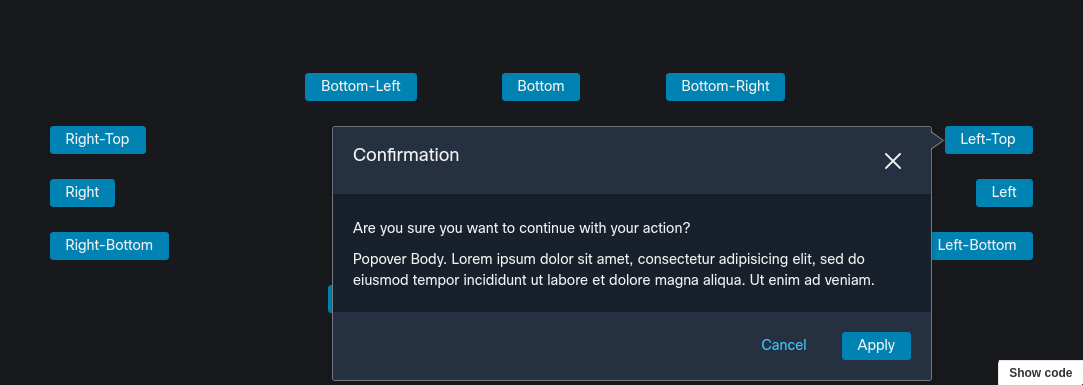 Bottom-Left
Bottom
Bottom-Right
Right-Top
Left-Top
Confirmation
Right
Left
Are you sure you want to continue with your action?
Right-Bottom
Left-Bottom
Popover Body. Lorem ipsum dolor sit amet, consectetur adipisicing elit, sed do
eiusmod tempor incididunt ut labore et dolore magna aliqua. Ut enim ad veniam.
Cancel
Apply
Show code